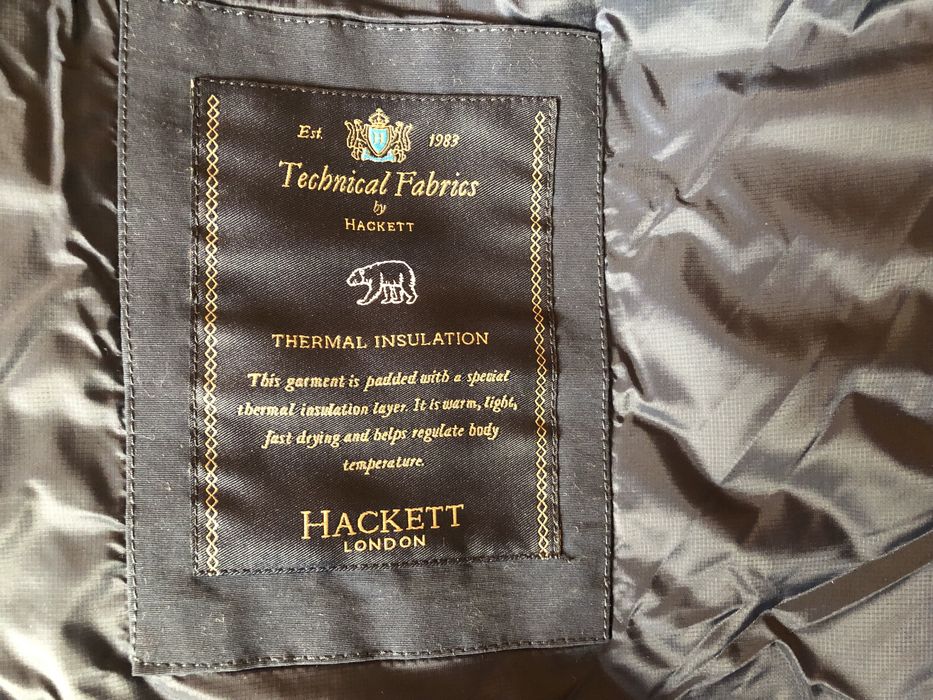 Est. 1983
Technical Fabrics
by
HACKETT
THERMAL INSULATION
This garment is padded with a special
thermal insulation layer. It is warm, light,
fast drying and helps regulate body
temperature.
HACKETT
LONDON